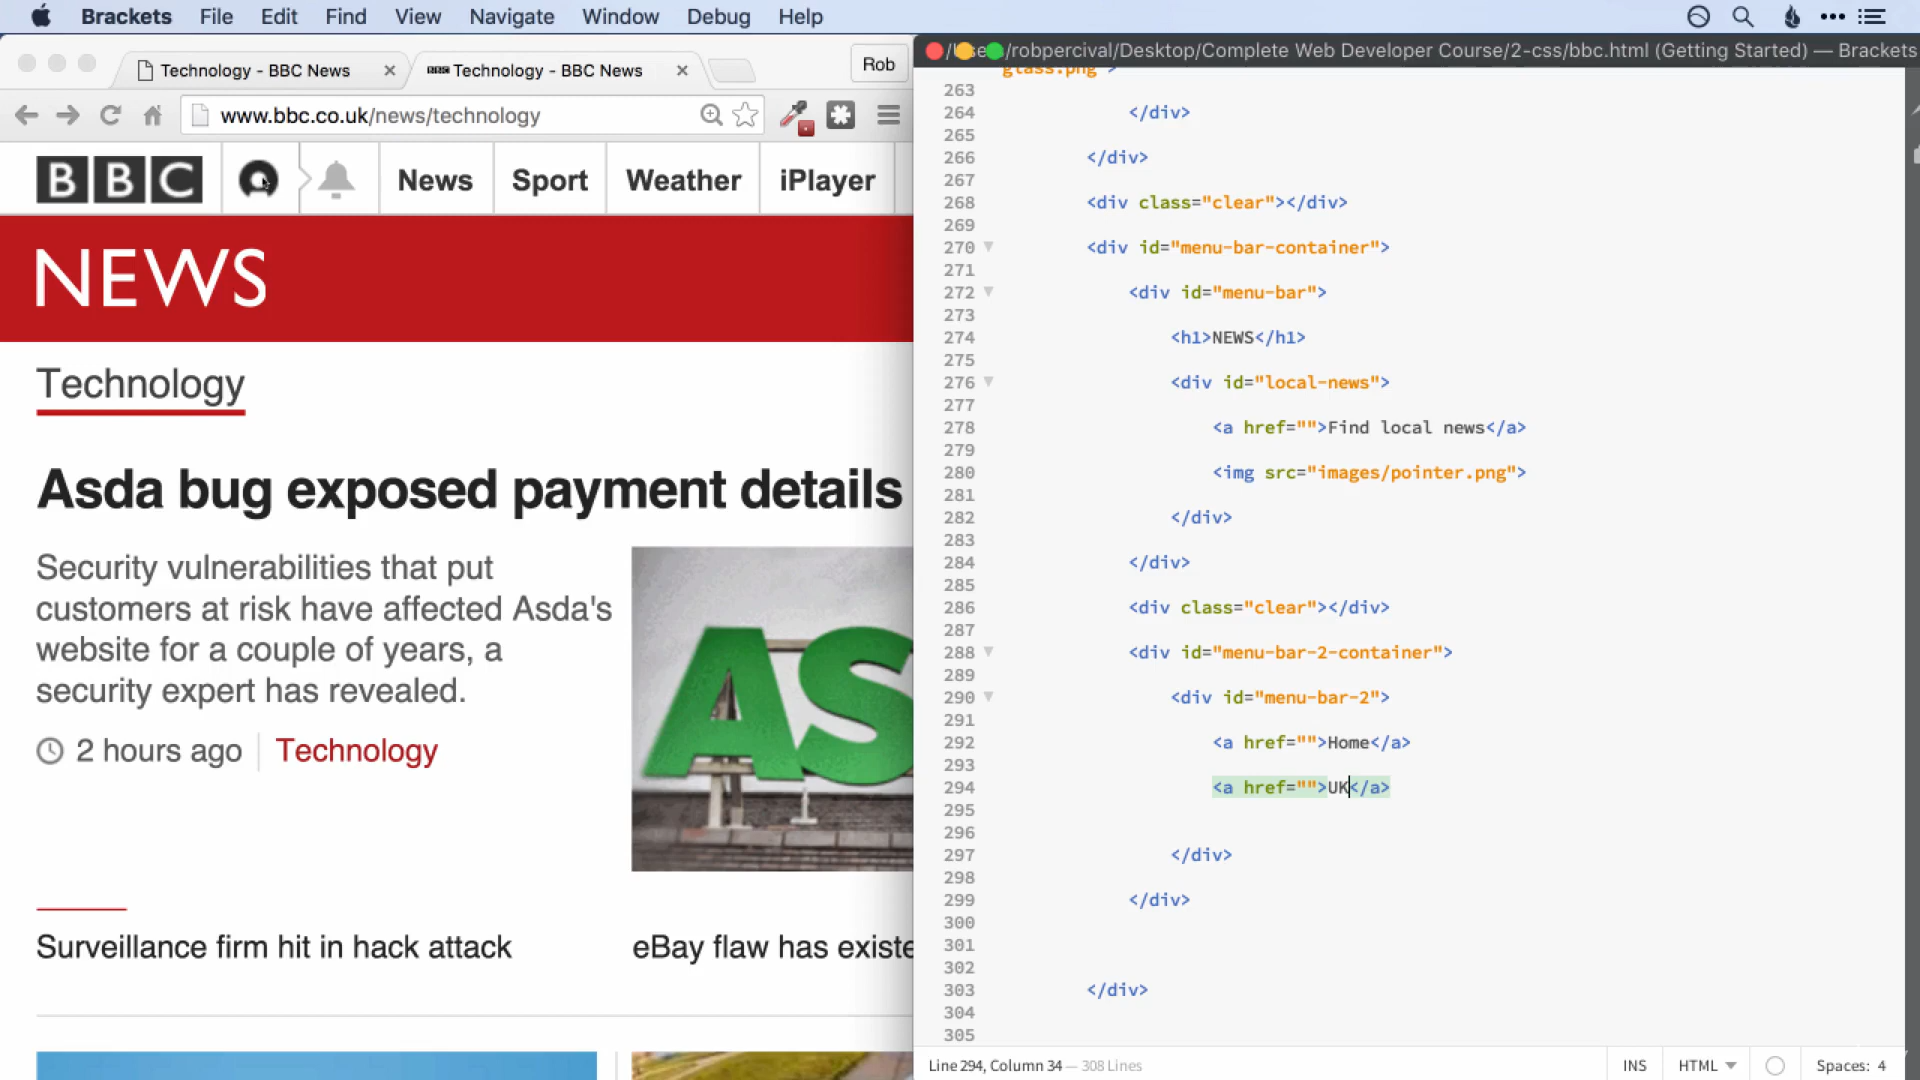 Brackets File Edit Find View Navigate Window Debug Help
Technology - BBC News
Technology - BBC News
Rob
/robpercival/Desktop/Complete Web Developer Course/2-css/bbc.html (Getting Started) — Brackets
www.bbc.co.uk/news/technology
BBC News Sport Weather iPlayer
NEWS
Technology
Asda bug exposed payment details
Security vulnerabilities that put
customers at risk have affected Asda's
website for a couple of years, a
security expert has revealed.
2 hours ago Technology
AS
Surveillance firm hit in hack attack
eBay flaw has existe
glass.png">
263
264 </div>
265
266 </div>
267
268 <div class="clear"></div>
269
270 <div id="menu-bar-container">
271
272 <div id="menu-bar">
273
274 <h1>NEWS</h1>
275
276 <div id="local-news">
277
278 <a href="">Find local news</a>
279
280 <img src="images/pointer.png">
281
282 </div>
283
284 </div>
285
286 <div class="clear"></div>
287
288 <div id="menu-bar-2-container">
289
290 <div id="menu-bar-2">
291
292 <a href="">Home</a>
293
294 <a href="">UK</a>
295
296
297 </div>
298
299 </div>
300
301
302
303 </div>
304
305
Line 294, Column 34 — 308 Lines
INS HTML Spaces: 4